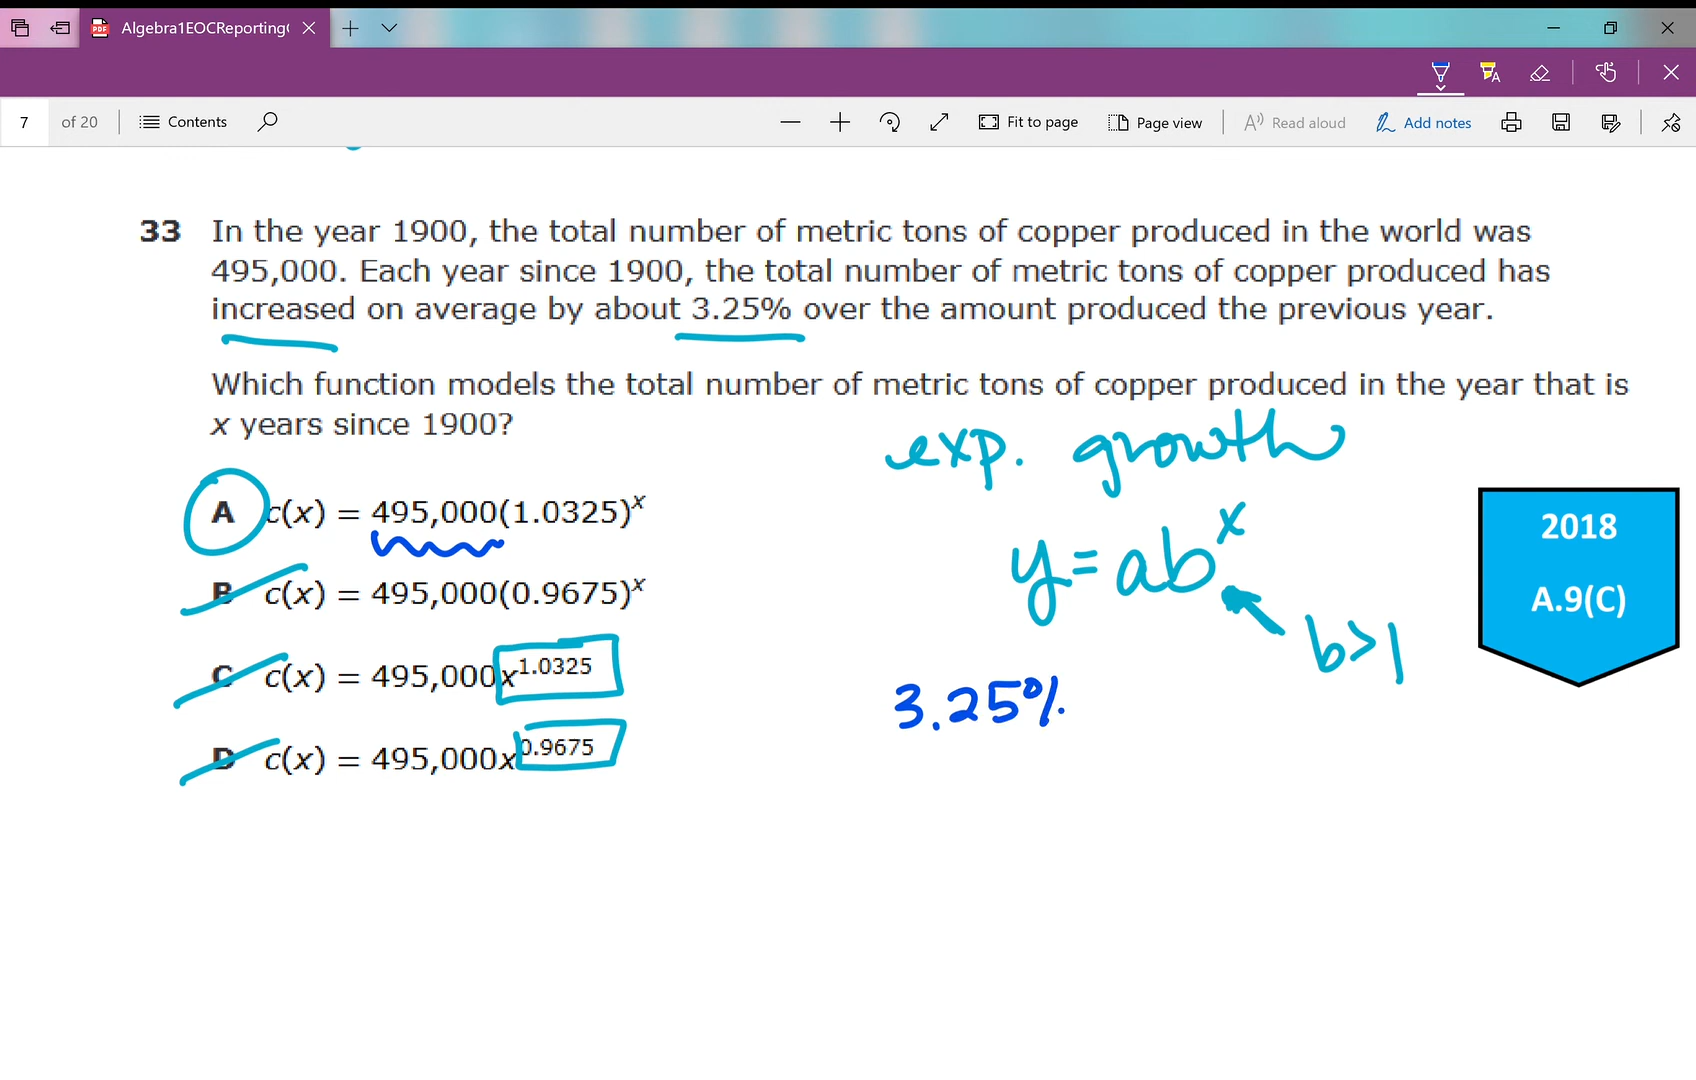 Algebra1EOCReporting(
7 of 20 Contents Fit to page Page view Read aloud Add notes
33 In the year 1900, the total number of metric tons of copper produced in the world was
495,000. Each year since 1900, the total number of metric tons of copper produced has
increased on average by about 3.25% over the amount produced the previous year.
Which function models the total number of metric tons of copper produced in the year that is
x years since 1900?
exp. growth
A c(x) = 495,000(1.0325)^x
B c(x) = 495,000(0.9675)^x
C c(x) = 495,000x^1.0325
D c(x) = 495,000x^0.9675
y = ab^x
b>1
3.25%
2018
A.9(C)